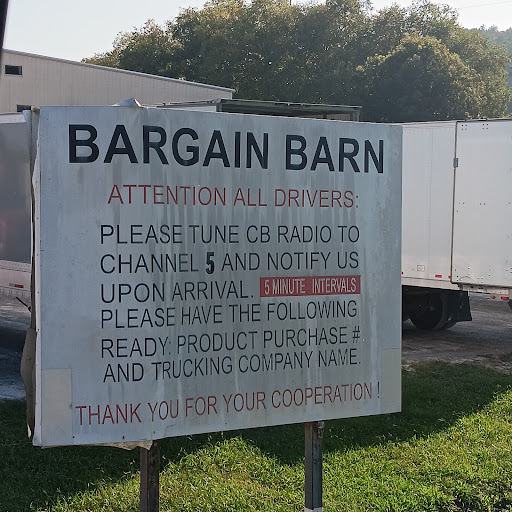 BARGAIN BARN
ATTENTION ALL DRIVERS:
PLEASE TUNE CB RADIO TO
CHANNEL 5 AND NOTIFY US
UPON ARRIVAL. 5 MINUTE INTERVALS
PLEASE HAVE THE FOLLOWING
READY: PRODUCT PURCHASE #
AND TRUCKING COMPANY NAME.
THANK YOU FOR YOUR COOPERATION!